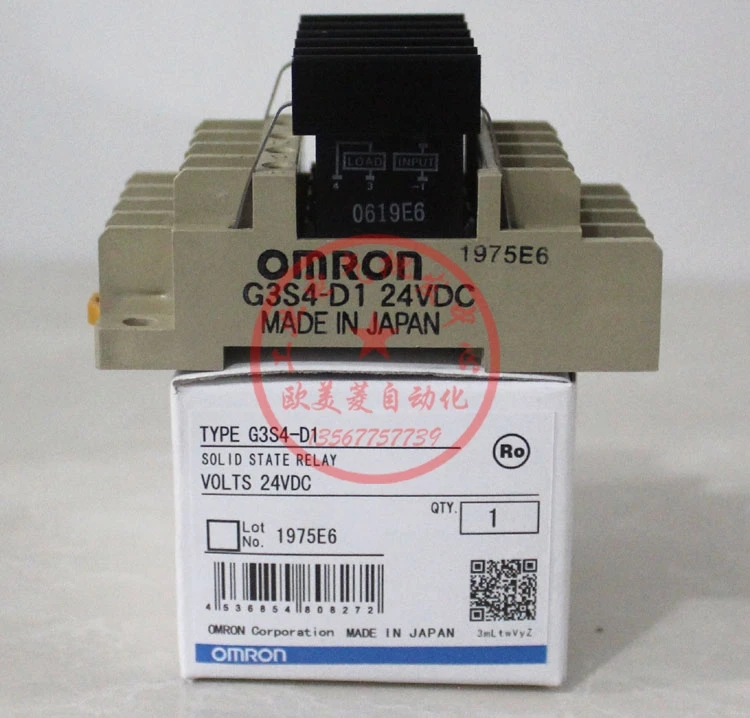 LOAD INPUT
4 3 -1
0619E6
OMRON
1975E6
G3S4-D1 24VDC
MADE IN JAPAN
欧美菱自动化
13567757739
TYPE G3S4-D1
SOLID STATE RELAY
VOLTS 24VDC
Ro
QTY. 1
Lot
No. 1975E6
4 536854 808272
3mLtwVyZ
OMRON Corporation MADE IN JAPAN
OMRON